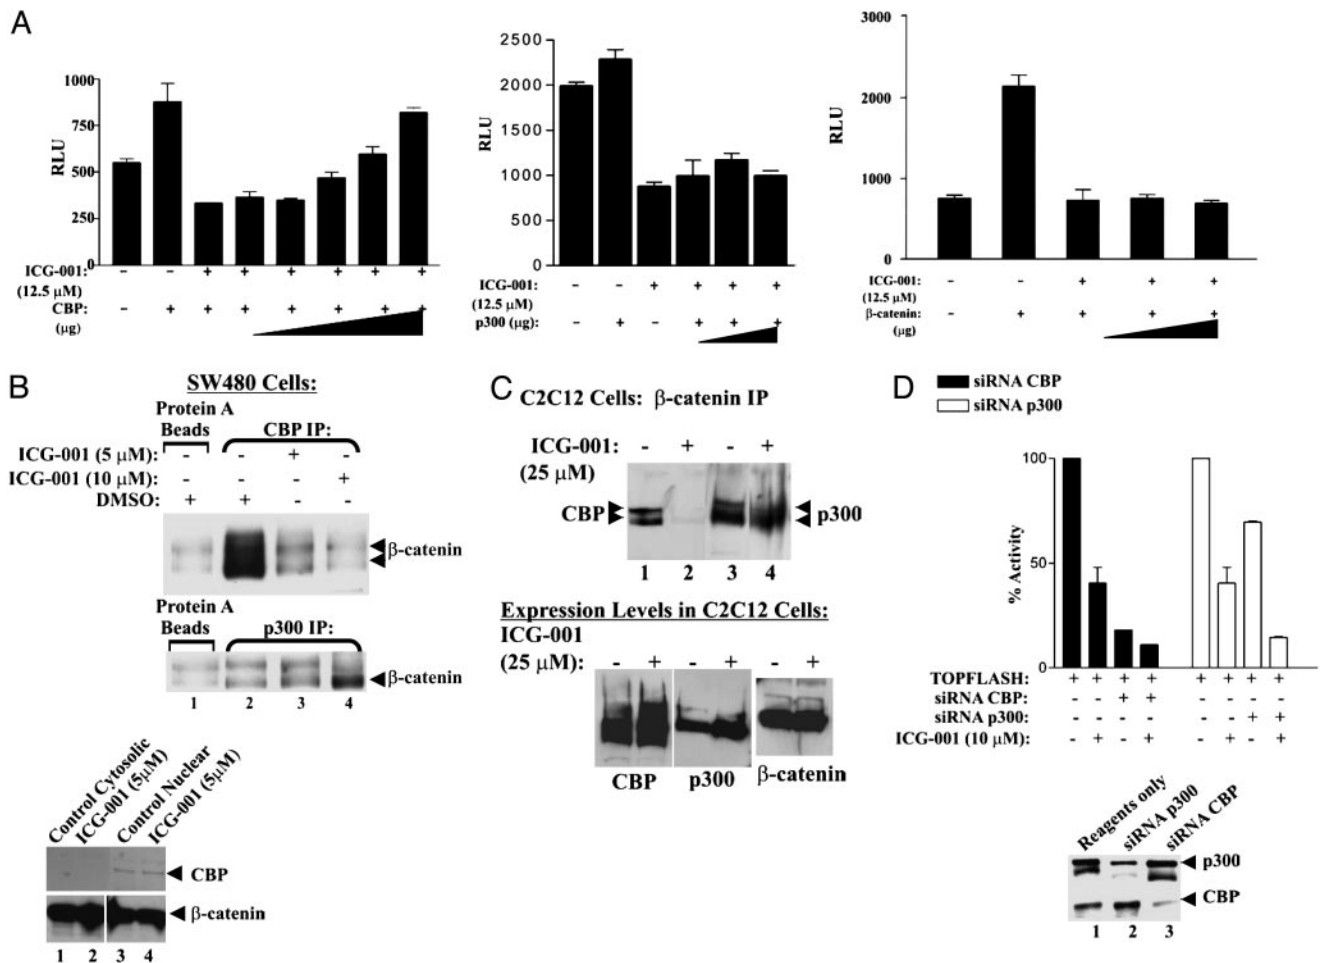 A
1000
750
500
250
0
RLU
ICG-001: - - + + + + + +
(12.5 µM)
CBP: - + + + + + + +
(µg)
2500
2000
1500
1000
500
0
RLU
ICG-001: - - + + + +
(12.5 µM)
p300 (µg): - + - + + +
3000
2000
1000
0
RLU
ICG-001: - - + + +
(12.5 µM)
β-catenin: - + + + +
(µg)
B
SW480 Cells:
Protein A
Beads
CBP IP:
ICG-001 (5 µM): - - + -
ICG-001 (10 µM): - - - +
DMSO: + + - -
β-catenin
Protein A
Beads
p300 IP:
β-catenin
1 2 3 4
Control Cytosolic
ICG-001 (5µM)
Control Nuclear
ICG-001 (5µM)
CBP
β-catenin
1 2 3 4
C
C2C12 Cells: β-catenin IP
ICG-001: - + - +
(25 µM)
CBP
p300
1 2 3 4
Expression Levels in C2C12 Cells:
ICG-001
(25 µM): - + - + - +
CBP p300 β-catenin
D
siRNA CBP
siRNA p300
100
50
0
% Activity
TOPFLASH: + + + + + + + +
siRNA CBP: - - + + - - - -
siRNA p300: - - - - - - + +
ICG-001 (10 µM): - + - + - + - +
Reagents only
siRNA p300
siRNA CBP
p300
CBP
1 2 3